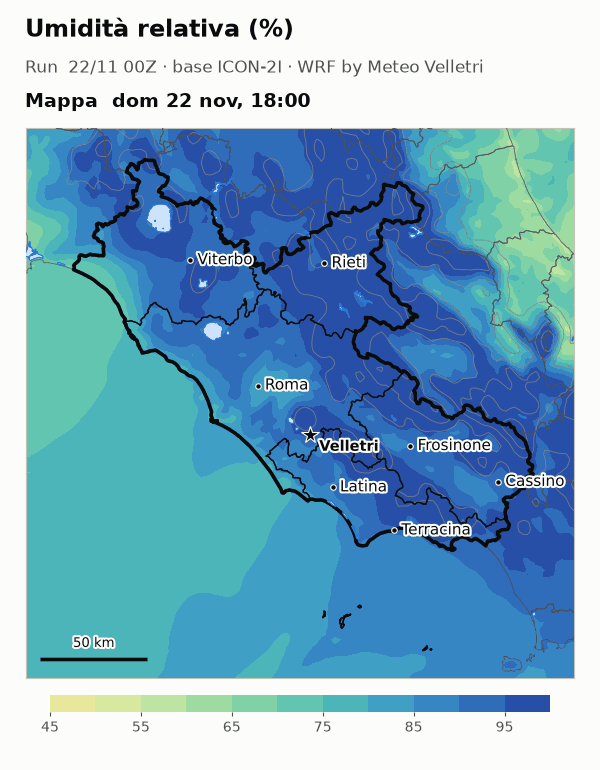 Umidità relativa (%)
Run  22/11 00Z · base ICON-2I · WRF by Meteo Velletri
Mappa  dom 22 nov, 18:00
Viterbo
Rieti
Roma
Velletri
Frosinone
Cassino
Latina
Terracina
50 km
45 55 65 75 85 95